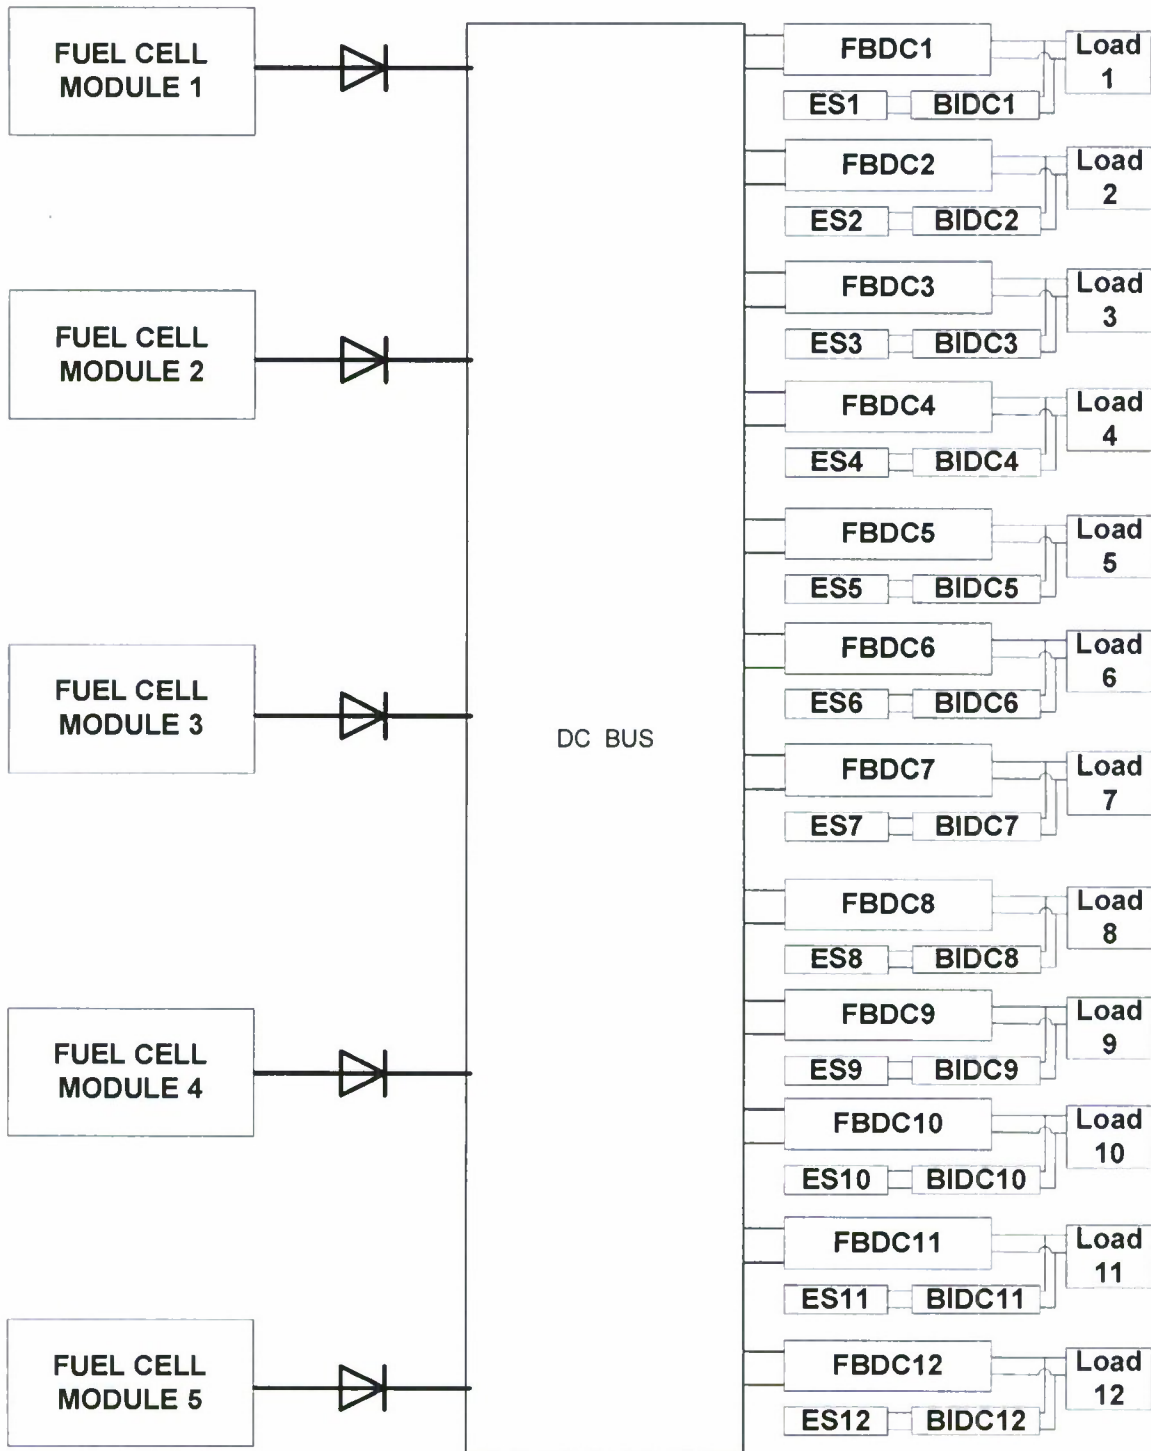 FUEL CELL
MODULE 1
FUEL CELL
MODULE 2
FUEL CELL
MODULE 3
FUEL CELL
MODULE 4
FUEL CELL
MODULE 5
DC BUS
FBDC1
Load
1
ES1
BIDC1
FBDC2
Load
2
ES2
BIDC2
FBDC3
Load
3
ES3
BIDC3
FBDC4
Load
4
ES4
BIDC4
FBDC5
Load
5
ES5
BIDC5
FBDC6
Load
6
ES6
BIDC6
FBDC7
Load
7
ES7
BIDC7
FBDC8
Load
8
ES8
BIDC8
FBDC9
Load
9
ES9
BIDC9
FBDC10
Load
10
ES10
BIDC10
FBDC11
Load
11
ES11
BIDC11
FBDC12
Load
12
ES12
BIDC12